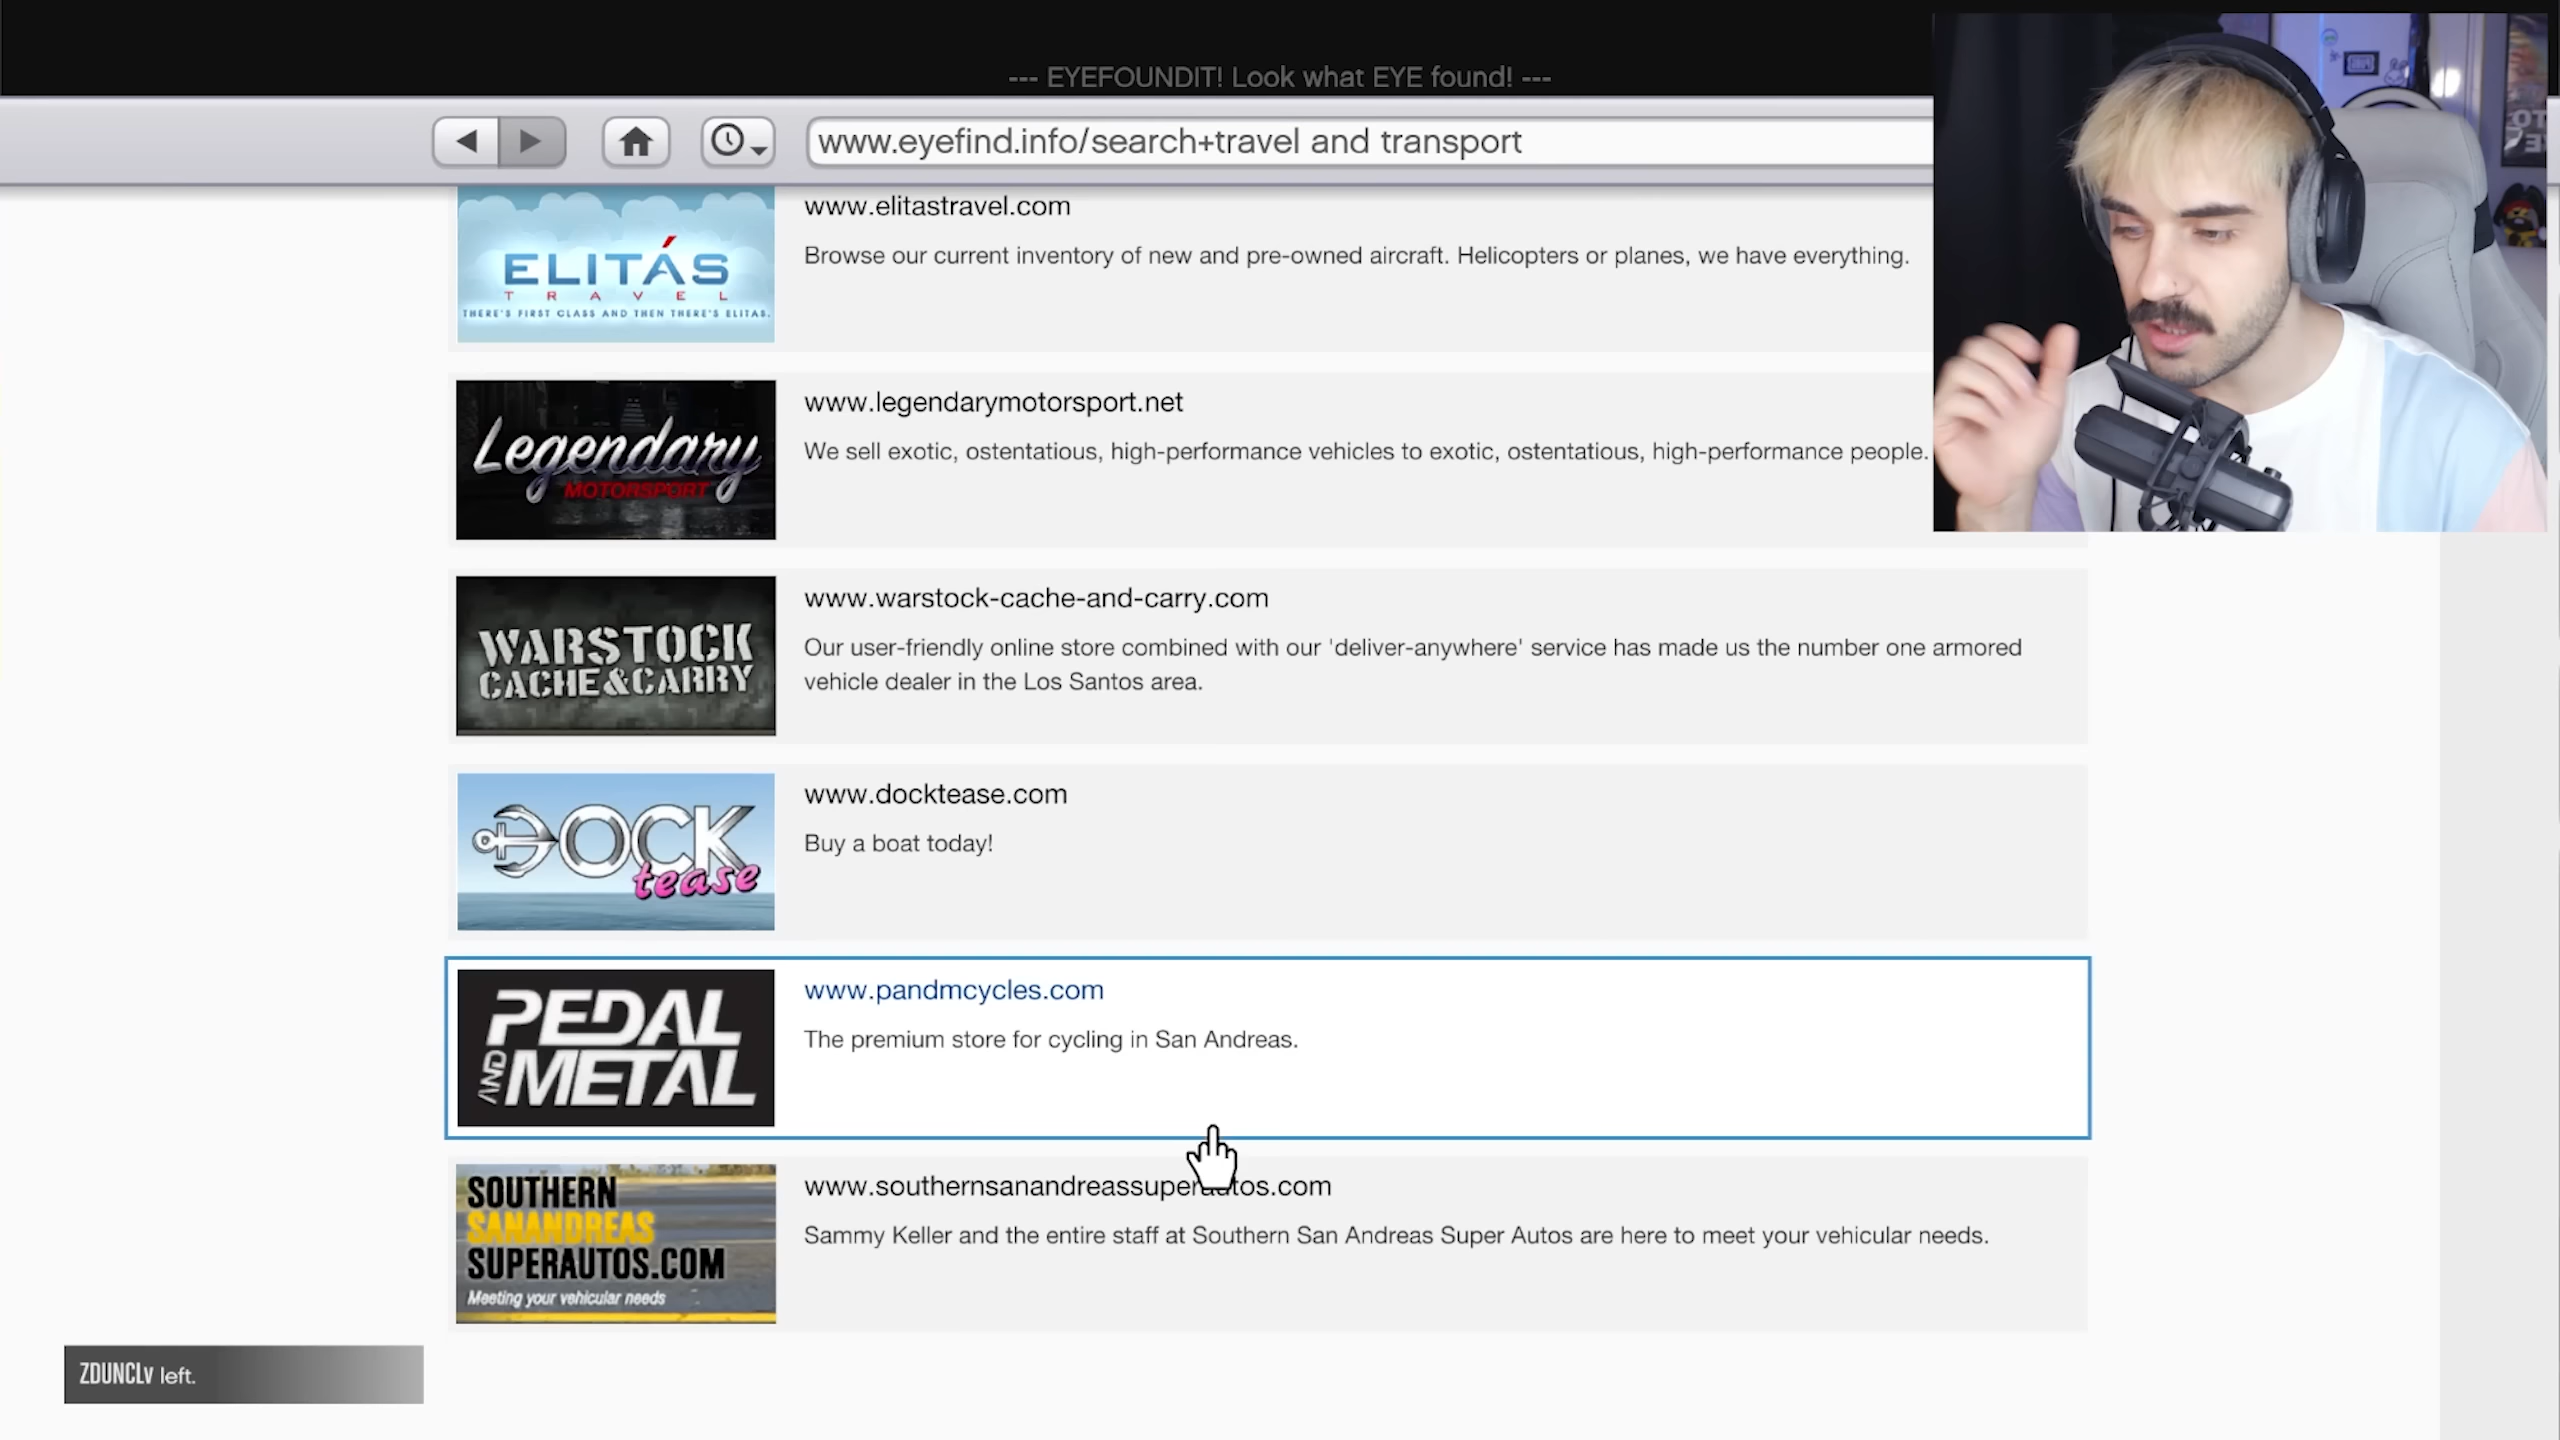 --- EYEFOUNDIT! Look what EYE found! ---
www.eyefind.info/search+travel and transport
ELITÁS
TRAVEL
THERE'S FIRST CLASS AND THEN THERE'S ELITAS.
www.elitastravel.com
Browse our current inventory of new and pre-owned aircraft. Helicopters or planes, we have everything.
Legendary
MOTORSPORT
www.legendarymotorsport.net
We sell exotic, ostentatious, high-performance vehicles to exotic, ostentatious, high-performance people.
WARSTOCK
CACHE&CARRY
www.warstock-cache-and-carry.com
Our user-friendly online store combined with our 'deliver-anywhere' service has made us the number one armored
vehicle dealer in the Los Santos area.
DOCK
tease
www.docktease.com
Buy a boat today!
PEDAL
AND METAL
www.pandmcycles.com
The premium store for cycling in San Andreas.
SOUTHERN
SANANDREAS
SUPERAUTOS.COM
Meeting your vehicular needs
www.southernsanandreassuperautos.com
Sammy Keller and the entire staff at Southern San Andreas Super Autos are here to meet your vehicular needs.
ZDUNCLv left.